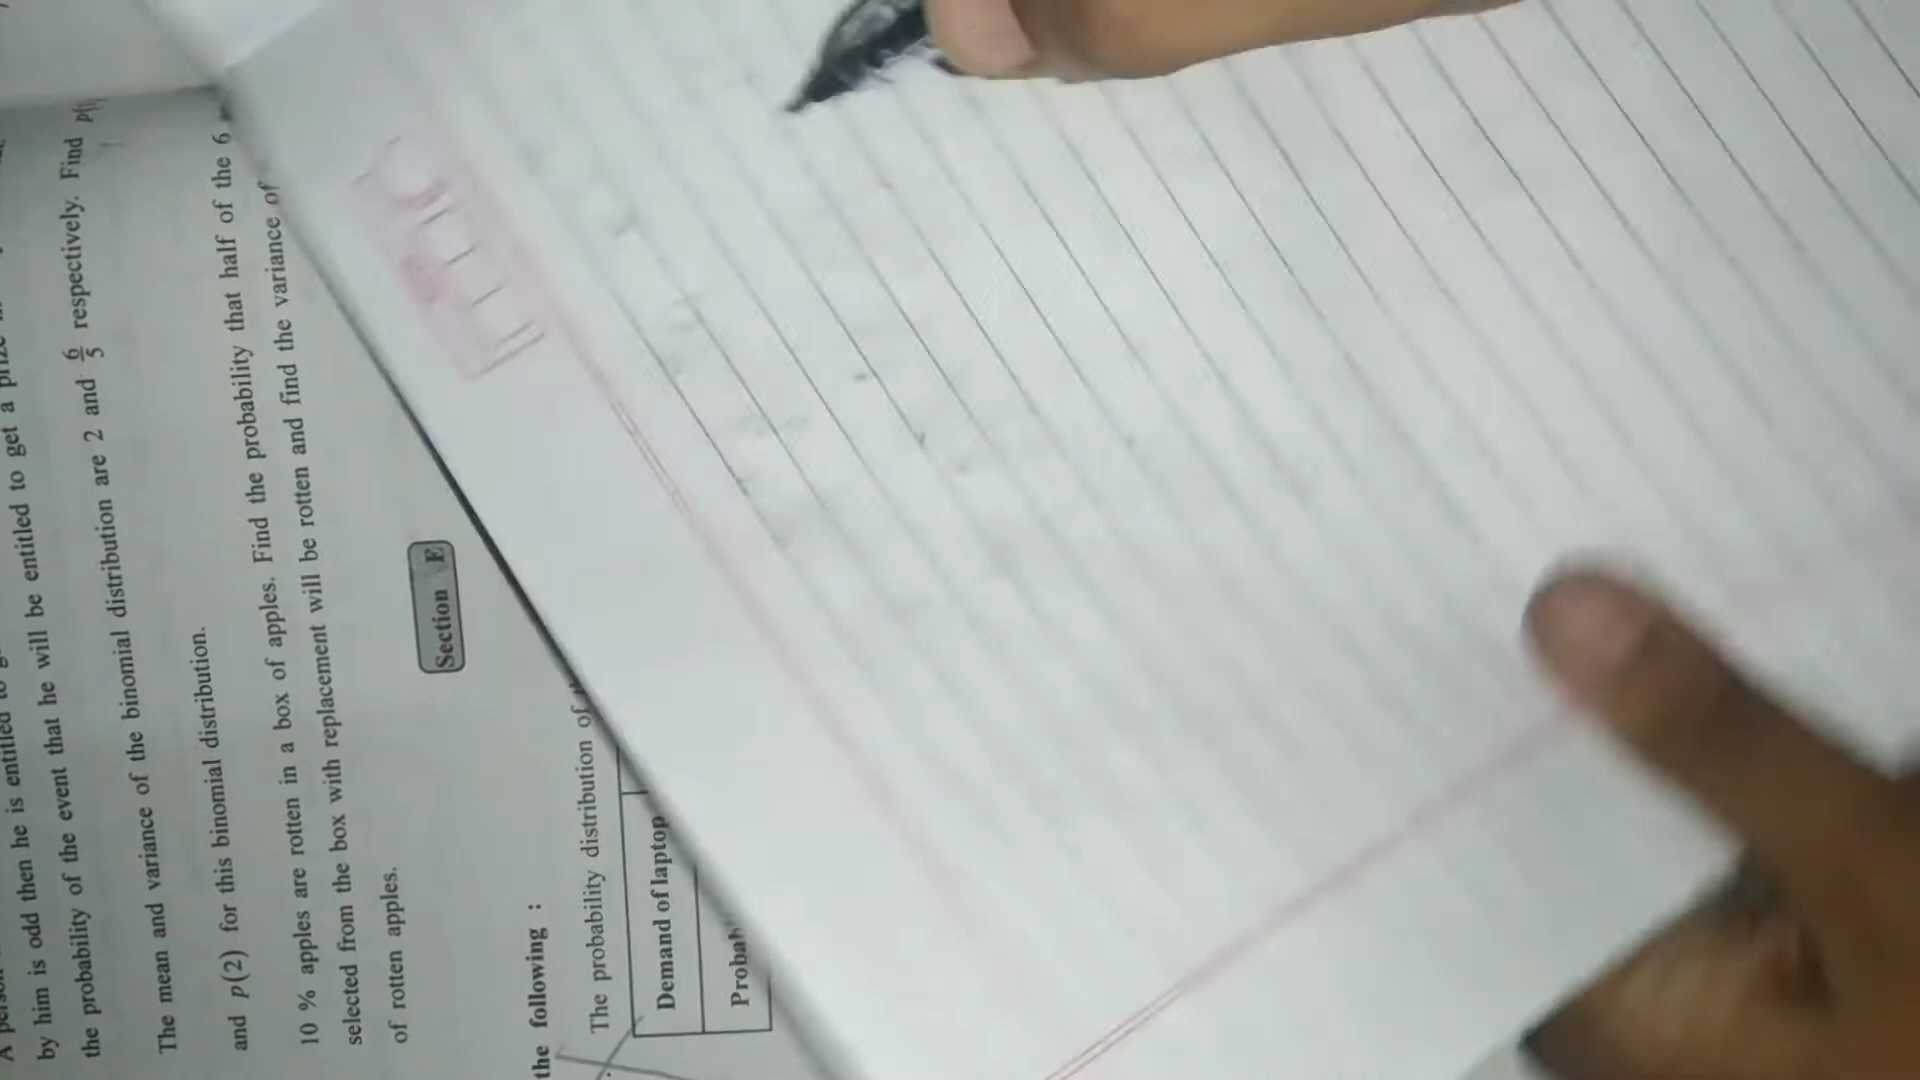 by him is odd then he is entitled to get a
the probability of the event that he will be entitled to get a
The mean and variance of the binomial distribution are 2 and 6/5 respectively. Find
and p(2) for this binomial distribution.
10 % apples are rotten in a box of apples. Find the probability that half of the 6
selected from the box with replacement will be rotten and find the variance of
of rotten apples.
Section E
the following :
The probability distribution of
Demand of laptop